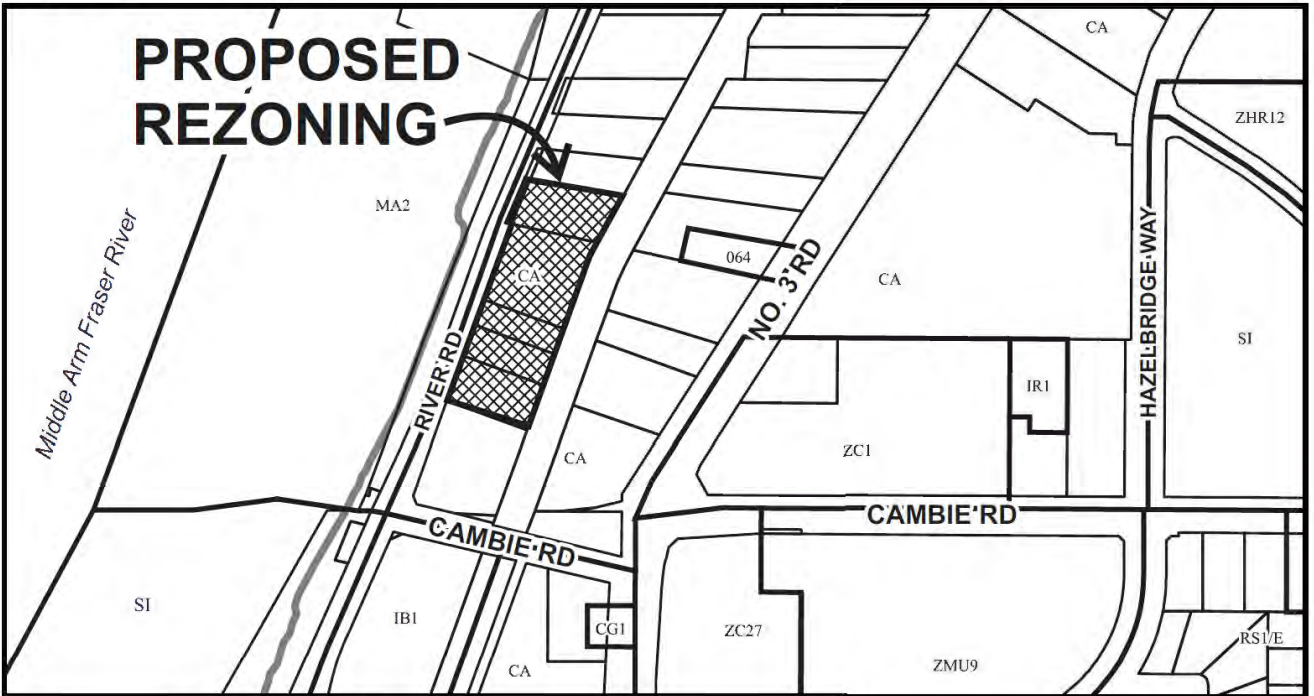 PROPOSED
REZONING
CA
ZHR12
MA2
Middle Arm Fraser River
064
CA
NO. 3 RD
CA
HAZELBRIDGE WAY
SI
RIVER RD
IR1
ZC1
CA
CAMBIE RD
CAMBIE RD
SI
IB1
CG1
ZC27
RS1/E
CA
ZMU9